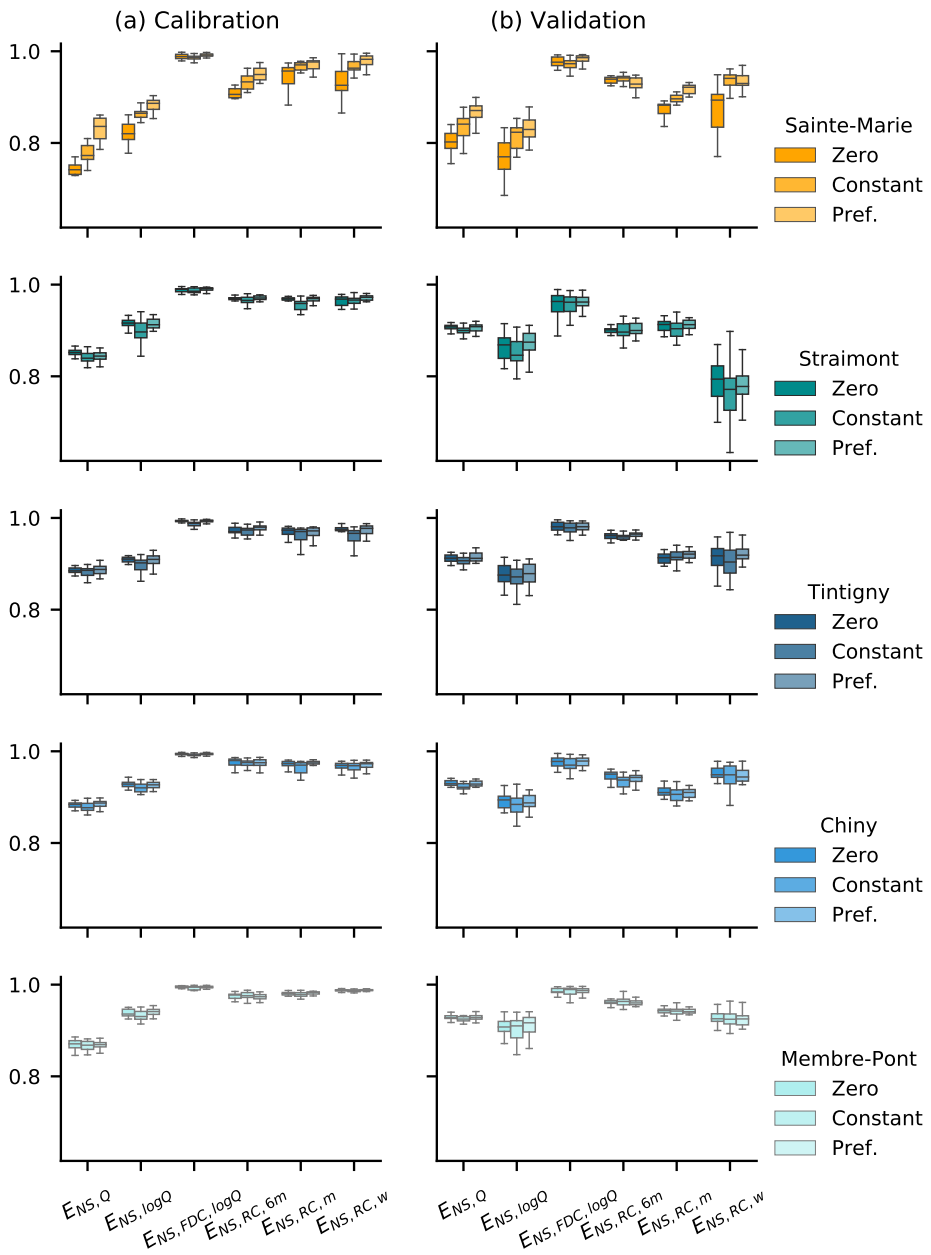 (a) Calibration
(b) Validation
1.0
0.8
Sainte-Marie
Zero
Constant
Pref.
1.0
0.8
Straimont
Zero
Constant
Pref.
1.0
0.8
Tintigny
Zero
Constant
Pref.
1.0
0.8
Chiny
Zero
Constant
Pref.
1.0
0.8
Membre-Pont
Zero
Constant
Pref.
E_{NS, Q}
E_{NS, logQ}
E_{NS, FDC, logQ}
E_{NS, RC, 6m}
E_{NS, RC, m}
E_{NS, RC, w}
E_{NS, Q}
E_{NS, logQ}
E_{NS, FDC, logQ}
E_{NS, RC, 6m}
E_{NS, RC, m}
E_{NS, RC, w}